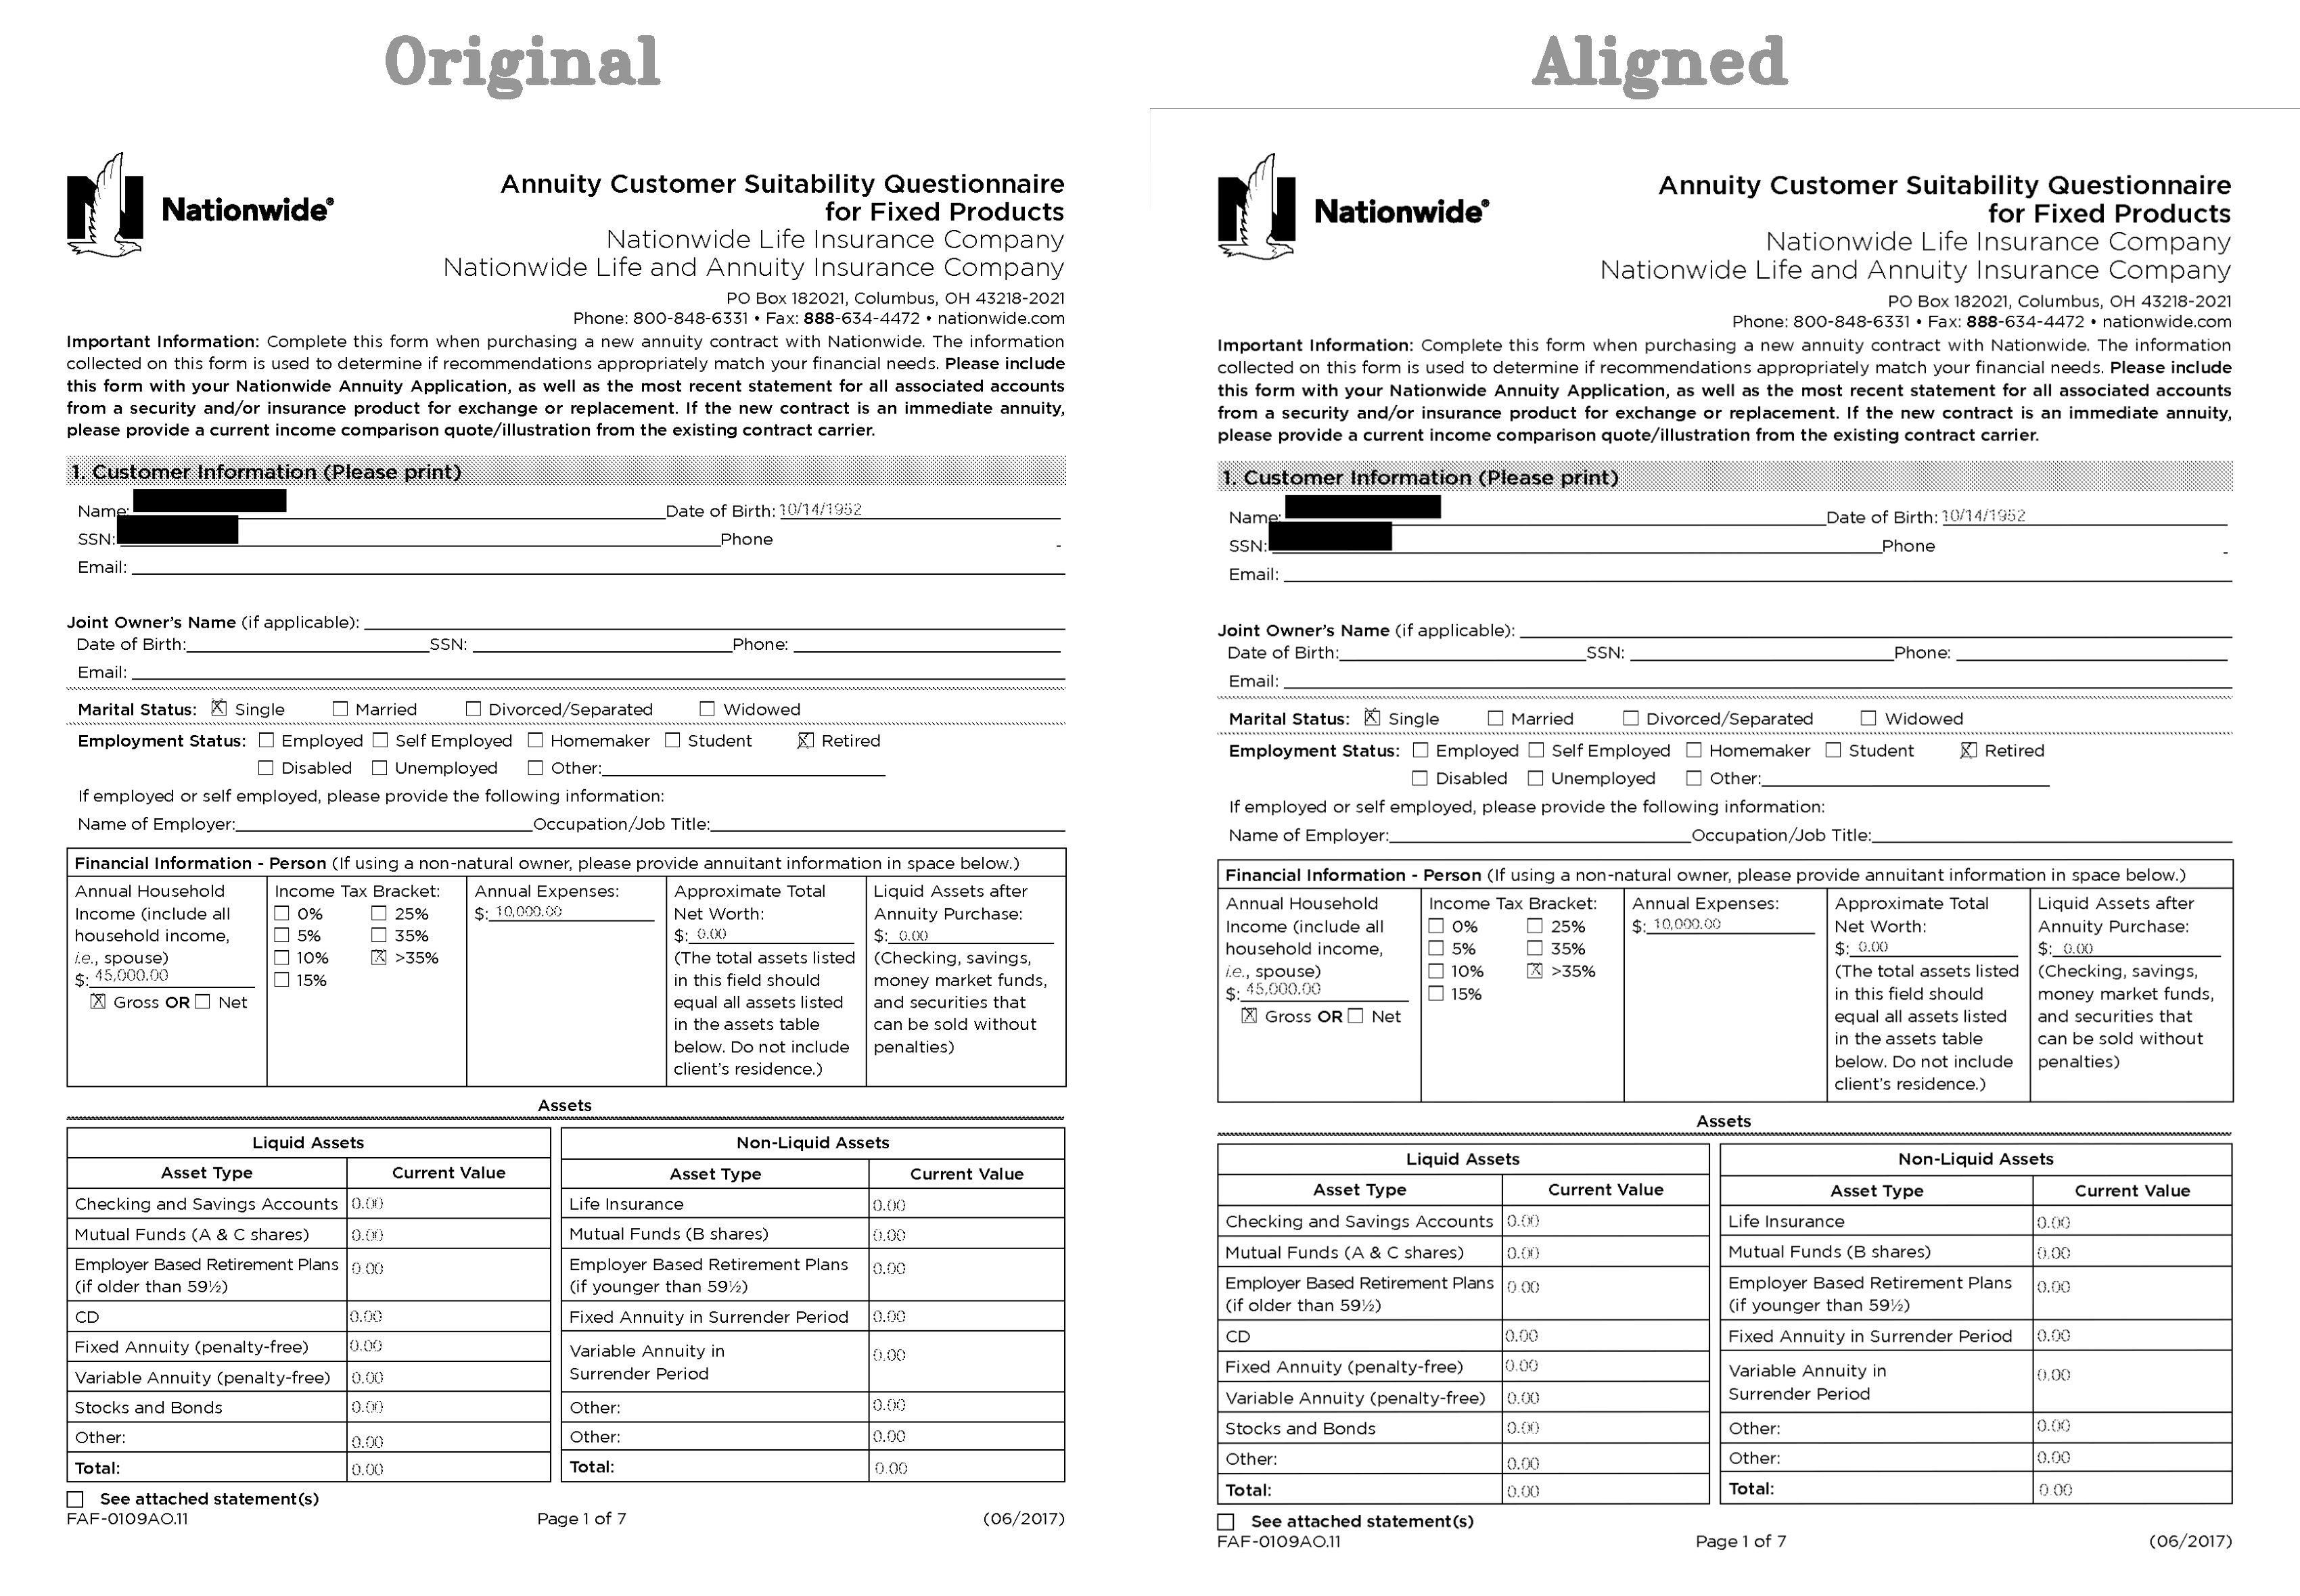 Original
Nationwide®
Annuity Customer Suitability Questionnaire
for Fixed Products
Nationwide Life Insurance Company
Nationwide Life and Annuity Insurance Company
PO Box 182021, Columbus, OH 43218-2021
Phone: 800-848-6331 • Fax: 888-634-4472 • nationwide.com
Important Information: Complete this form when purchasing a new annuity contract with Nationwide. The information
collected on this form is used to determine if recommendations appropriately match your financial needs. Please include
this form with your Nationwide Annuity Application, as well as the most recent statement for all associated accounts
from a security and/or insurance product for exchange or replacement. If the new contract is an immediate annuity,
please provide a current income comparison quote/illustration from the existing contract carrier.
1. Customer Information (Please print)
Name: Date of Birth: 10/14/1952
SSN: Phone -
Email:
Joint Owner's Name (if applicable):
Date of Birth: SSN: Phone:
Email:
Marital Status: X Single Married Divorced/Separated Widowed
Employment Status: Employed Self Employed Homemaker Student X Retired
Disabled Unemployed Other:
If employed or self employed, please provide the following information:
Name of Employer: Occupation/Job Title:
Financial Information - Person (If using a non-natural owner, please provide annuitant information in space below.)
Annual Household
Income (include all
household income,
i.e., spouse)
$: 45,000.00
X Gross OR Net
Income Tax Bracket:
0% 25%
5% 35%
10% X >35%
15%
Annual Expenses:
$: 10,000.00
Approximate Total
Net Worth:
$: 0.00
(The total assets listed
in this field should
equal all assets listed
in the assets table
below. Do not include
client's residence.)
Liquid Assets after
Annuity Purchase:
$: 0.00
(Checking, savings,
money market funds,
and securities that
can be sold without
penalties)
Assets
Liquid Assets
Asset Type Current Value
Checking and Savings Accounts 0.00
Mutual Funds (A & C shares) 0.00
Employer Based Retirement Plans 0.00
(if older than 59½)
CD 0.00
Fixed Annuity (penalty-free) 0.00
Variable Annuity (penalty-free) 0.00
Stocks and Bonds 0.00
Other: 0.00
Total: 0.00
Non-Liquid Assets
Asset Type Current Value
Life Insurance 0.00
Mutual Funds (B shares) 0.00
Employer Based Retirement Plans 0.00
(if younger than 59½)
Fixed Annuity in Surrender Period 0.00
Variable Annuity in 0.00
Surrender Period
Other: 0.00
Other: 0.00
Total: 0.00
See attached statement(s)
FAF-0109AO.11 Page 1 of 7 (06/2017)
Aligned
Nationwide®
Annuity Customer Suitability Questionnaire
for Fixed Products
Nationwide Life Insurance Company
Nationwide Life and Annuity Insurance Company
PO Box 182021, Columbus, OH 43218-2021
Phone: 800-848-6331 • Fax: 888-634-4472 • nationwide.com
Important Information: Complete this form when purchasing a new annuity contract with Nationwide. The information
collected on this form is used to determine if recommendations appropriately match your financial needs. Please include
this form with your Nationwide Annuity Application, as well as the most recent statement for all associated accounts
from a security and/or insurance product for exchange or replacement. If the new contract is an immediate annuity,
please provide a current income comparison quote/illustration from the existing contract carrier.
1. Customer Information (Please print)
Name: Date of Birth: 10/14/1952
SSN: Phone -
Email:
Joint Owner's Name (if applicable):
Date of Birth: SSN: Phone:
Email:
Marital Status: X Single Married Divorced/Separated Widowed
Employment Status: Employed Self Employed Homemaker Student X Retired
Disabled Unemployed Other:
If employed or self employed, please provide the following information:
Name of Employer: Occupation/Job Title:
Financial Information - Person (If using a non-natural owner, please provide annuitant information in space below.)
Annual Household
Income (include all
household income,
i.e., spouse)
$: 45,000.00
X Gross OR Net
Income Tax Bracket:
0% 25%
5% 35%
10% X >35%
15%
Annual Expenses:
$: 10,000.00
Approximate Total
Net Worth:
$: 0.00
(The total assets listed
in this field should
equal all assets listed
in the assets table
below. Do not include
client's residence.)
Liquid Assets after
Annuity Purchase:
$: 0.00
(Checking, savings,
money market funds,
and securities that
can be sold without
penalties)
Assets
Liquid Assets
Asset Type Current Value
Checking and Savings Accounts 0.00
Mutual Funds (A & C shares) 0.00
Employer Based Retirement Plans 0.00
(if older than 59½)
CD 0.00
Fixed Annuity (penalty-free) 0.00
Variable Annuity (penalty-free) 0.00
Stocks and Bonds 0.00
Other: 0.00
Total: 0.00
Non-Liquid Assets
Asset Type Current Value
Life Insurance 0.00
Mutual Funds (B shares) 0.00
Employer Based Retirement Plans 0.00
(if younger than 59½)
Fixed Annuity in Surrender Period 0.00
Variable Annuity in 0.00
Surrender Period
Other: 0.00
Other: 0.00
Total: 0.00
See attached statement(s)
FAF-0109AO.11 Page 1 of 7 (06/2017)